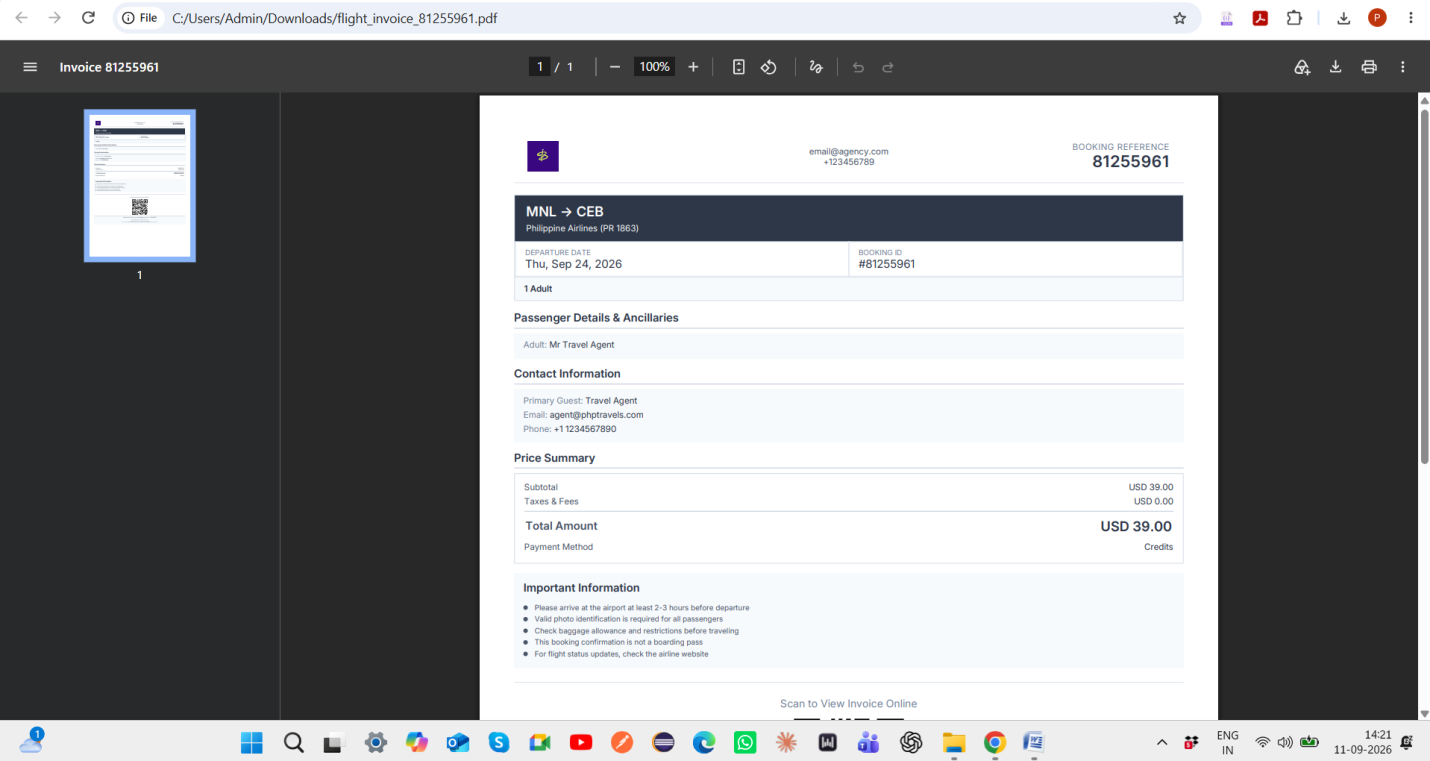 File
C:/Users/Admin/Downloads/flight_invoice_81255961.pdf
P
Invoice 81255961
1 / 1
100%
1
email@agency.com
+123456789
BOOKING REFERENCE
81255961
MNL → CEB
Philippine Airlines (PR 1863)
DEPARTURE DATE
Thu, Sep 24, 2026
BOOKING ID
#81255961
1 Adult
Passenger Details & Ancillaries
Adult: Mr Travel Agent
Contact Information
Primary Guest: Travel Agent
Email: agent@phptravels.com
Phone: +1 1234567890
Price Summary
Subtotal USD 39.00
Taxes & Fees USD 0.00
Total Amount USD 39.00
Payment Method Credits
Important Information
Please arrive at the airport at least 2-3 hours before departure
Valid photo identification is required for all passengers
Check baggage allowance and restrictions before traveling
This booking confirmation is not a boarding pass
For flight status updates, check the airline website
Scan to View Invoice Online
1
ENG
IN
14:21
11-09-2026